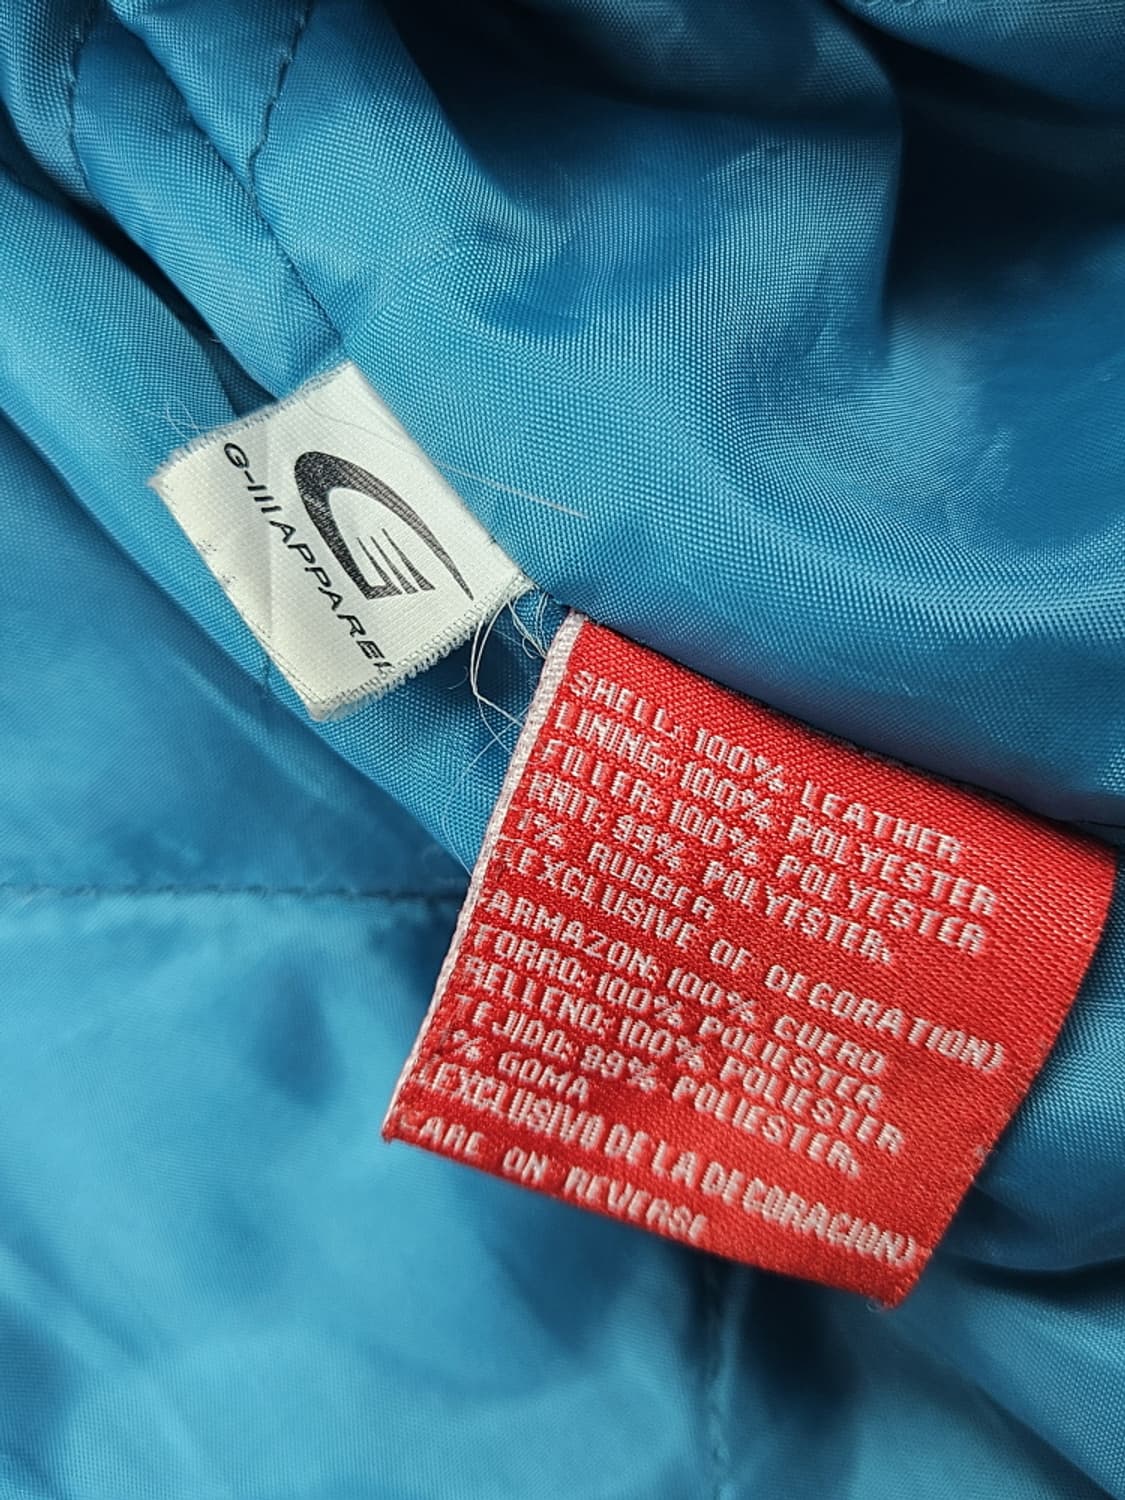 G-III APPAREL
SHELL: 100% LEATHER
LINING: 100% POLYESTER
FILLER: 100% POLYESTER
KNIT: 99% POLYESTER,
1% RUBBER
(EXCLUSIVE OF DECORATION)
ARMAZON: 100% CUERO
FORRO: 100% POLIESTER
RELLENO: 100% POLIESTER
TEJIDO: 99% POLIESTER,
% GOMA
(EXCLUSIVO DE LA DECORACION)
CARE ON REVERSE